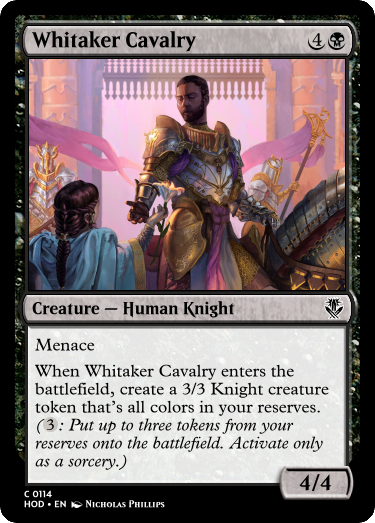 Whitaker Cavalry 4
Creature — Human Knight
Menace
When Whitaker Cavalry enters the
battlefield, create a 3/3 Knight creature
token that's all colors in your reserves.
(3: Put up to three tokens from your
reserves onto the battlefield. Activate only
as a sorcery.)
4/4
C 0114
HOD • EN Nicholas Phillips